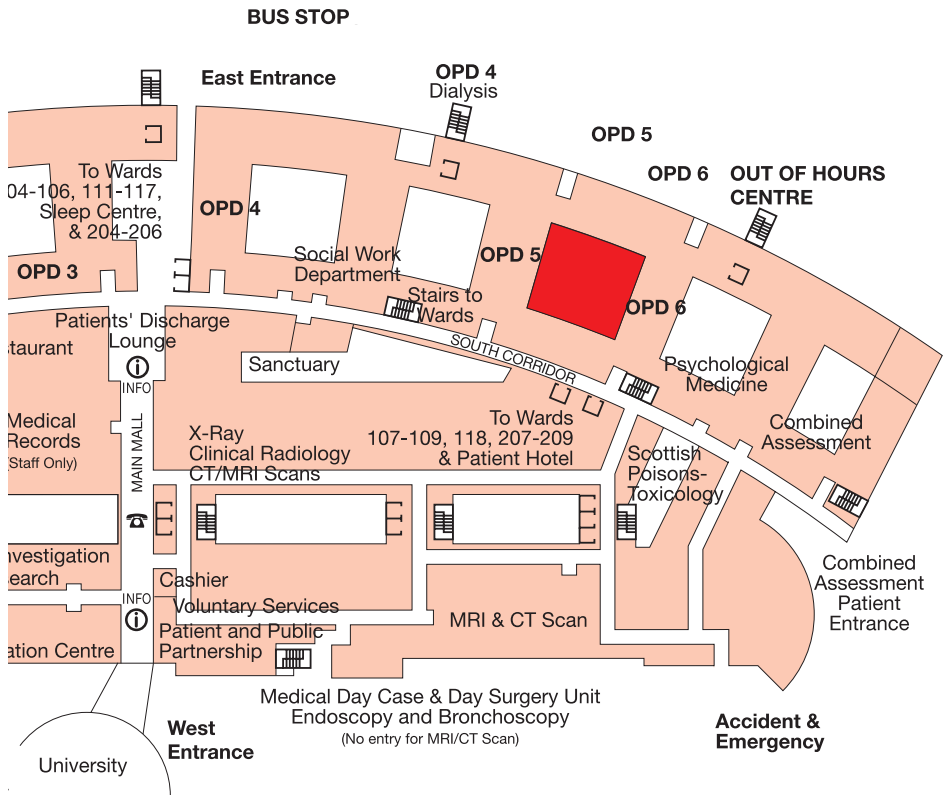 BUS STOP
East Entrance
OPD 4
Dialysis
OPD 5
OPD 6
OUT OF HOURS
CENTRE
To Wards
04-106, 111-117,
Sleep Centre,
& 204-206
OPD 4
OPD 3
Social Work
Department
OPD 5
OPD 6
Stairs to
Wards
Patients' Discharge
Lounge
INFO
SOUTH CORRIDOR
Sanctuary
Psychological
Medicine
Combined
Assessment
staurant
Medical
Records
(Staff Only)
MAIN MALL
X-Ray
Clinical Radiology
CT/MRI Scans
To Wards
107-109, 118, 207-209
& Patient Hotel
Scottish
Poisons-
Toxicology
nvestigation
earch
Cashier
INFO
Voluntary Services
Patient and Public
Partnership
MRI & CT Scan
Combined
Assessment
Patient
Entrance
ation Centre
Medical Day Case & Day Surgery Unit
Endoscopy and Bronchoscopy
(No entry for MRI/CT Scan)
West
Entrance
Accident &
Emergency
University